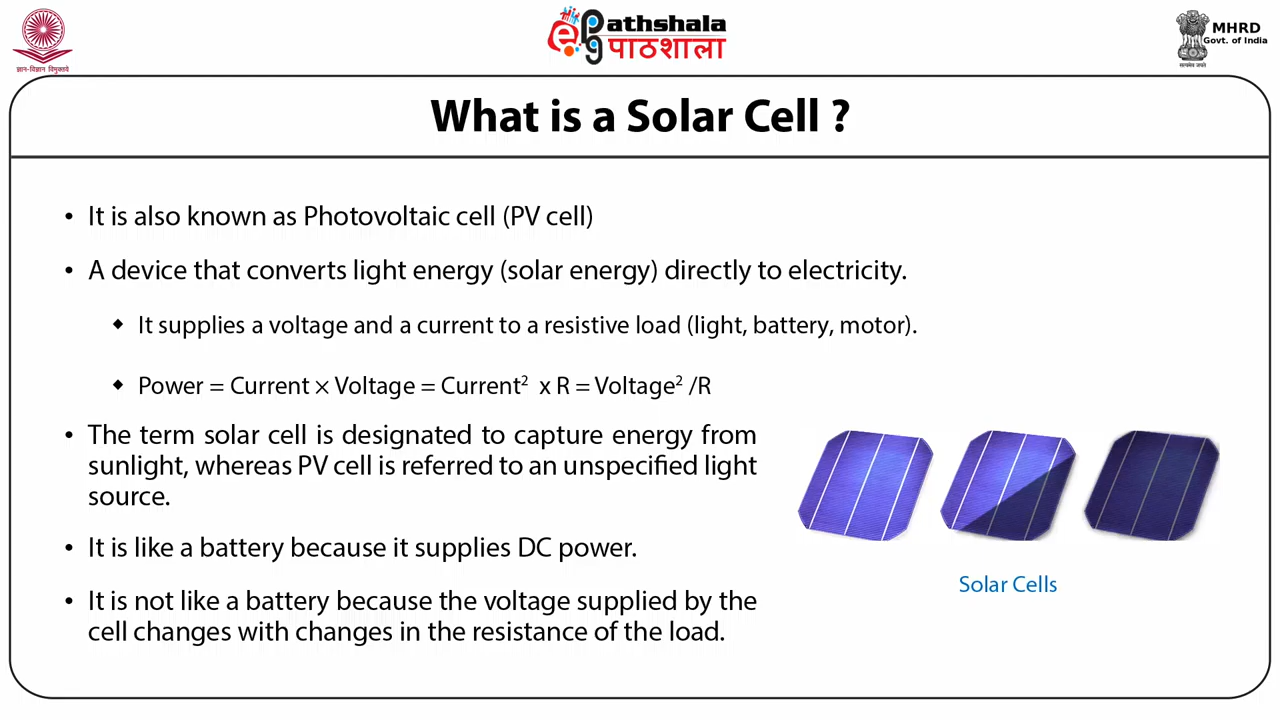 ज्ञान-विज्ञान विमुक्तये
ePathshala
पाठशाला
MHRD
Govt. of India
सत्यमेव जयते
What is a Solar Cell ?
• It is also known as Photovoltaic cell (PV cell)
• A device that converts light energy (solar energy) directly to electricity.
◆ It supplies a voltage and a current to a resistive load (light, battery, motor).
◆ Power = Current × Voltage = Current² x R = Voltage² /R
• The term solar cell is designated to capture energy from
sunlight, whereas PV cell is referred to an unspecified light
source.
• It is like a battery because it supplies DC power.
• It is not like a battery because the voltage supplied by the
cell changes with changes in the resistance of the load.
Solar Cells